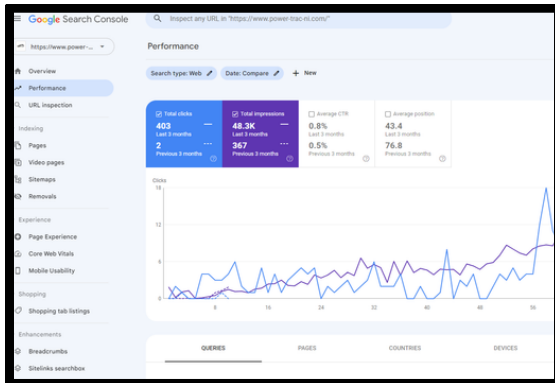 Google Search Console
Inspect any URL in "https://www.power-trac-ni.com/"
https://www.power-...
Performance
Search type: Web
Date: Compare
+ New
Overview
Performance
URL inspection
Indexing
Pages
Video pages
Sitemaps
Removals
Experience
Page Experience
Core Web Vitals
Mobile Usability
Shopping
Shopping tab listings
Enhancements
Breadcrumbs
Sitelinks searchbox
Total clicks
403
Last 3 months
2
Previous 3 months
Total impressions
48.3K
Last 3 months
367
Previous 3 months
Average CTR
0.8%
Last 3 months
0.5%
Previous 3 months
Average position
43.4
Last 3 months
76.8
Previous 3 months
Clicks
18
12
6
0
8
16
24
32
40
48
56
QUERIES
PAGES
COUNTRIES
DEVICES